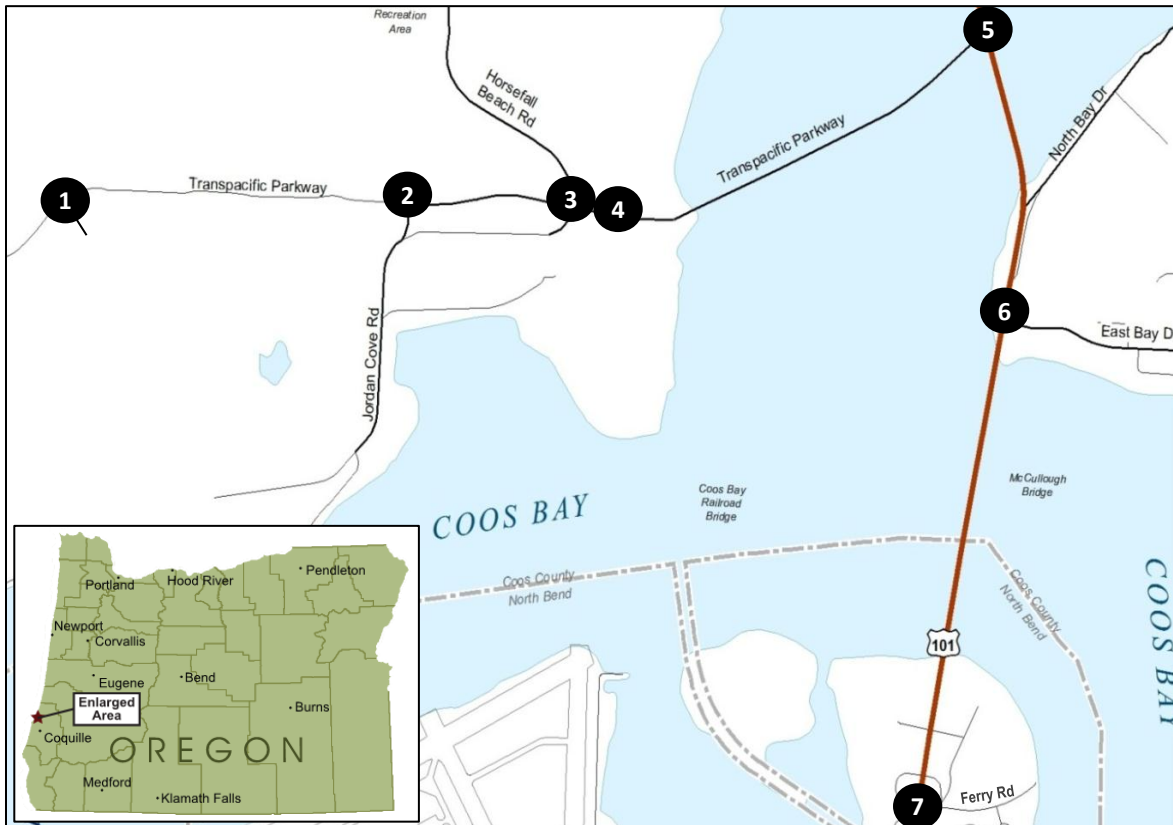 Recreation
Area
5
Horsefall
Beach Rd
North Bay Dr
Transpacific Parkway
Transpacific Parkway
1
2
3
4
6
East Bay D
Jordan Cove Rd
McCullough
Bridge
Coos Bay
Railroad
Bridge
COOS BAY
Coos County
North Bend
Coos County
North Bend
COOS BAY
101
7
Ferry Rd
Portland
Hood River
Pendleton
Newport
Corvallis
Eugene
Bend
Enlarged
Area
Burns
Coquille
OREGON
Medford
Klamath Falls